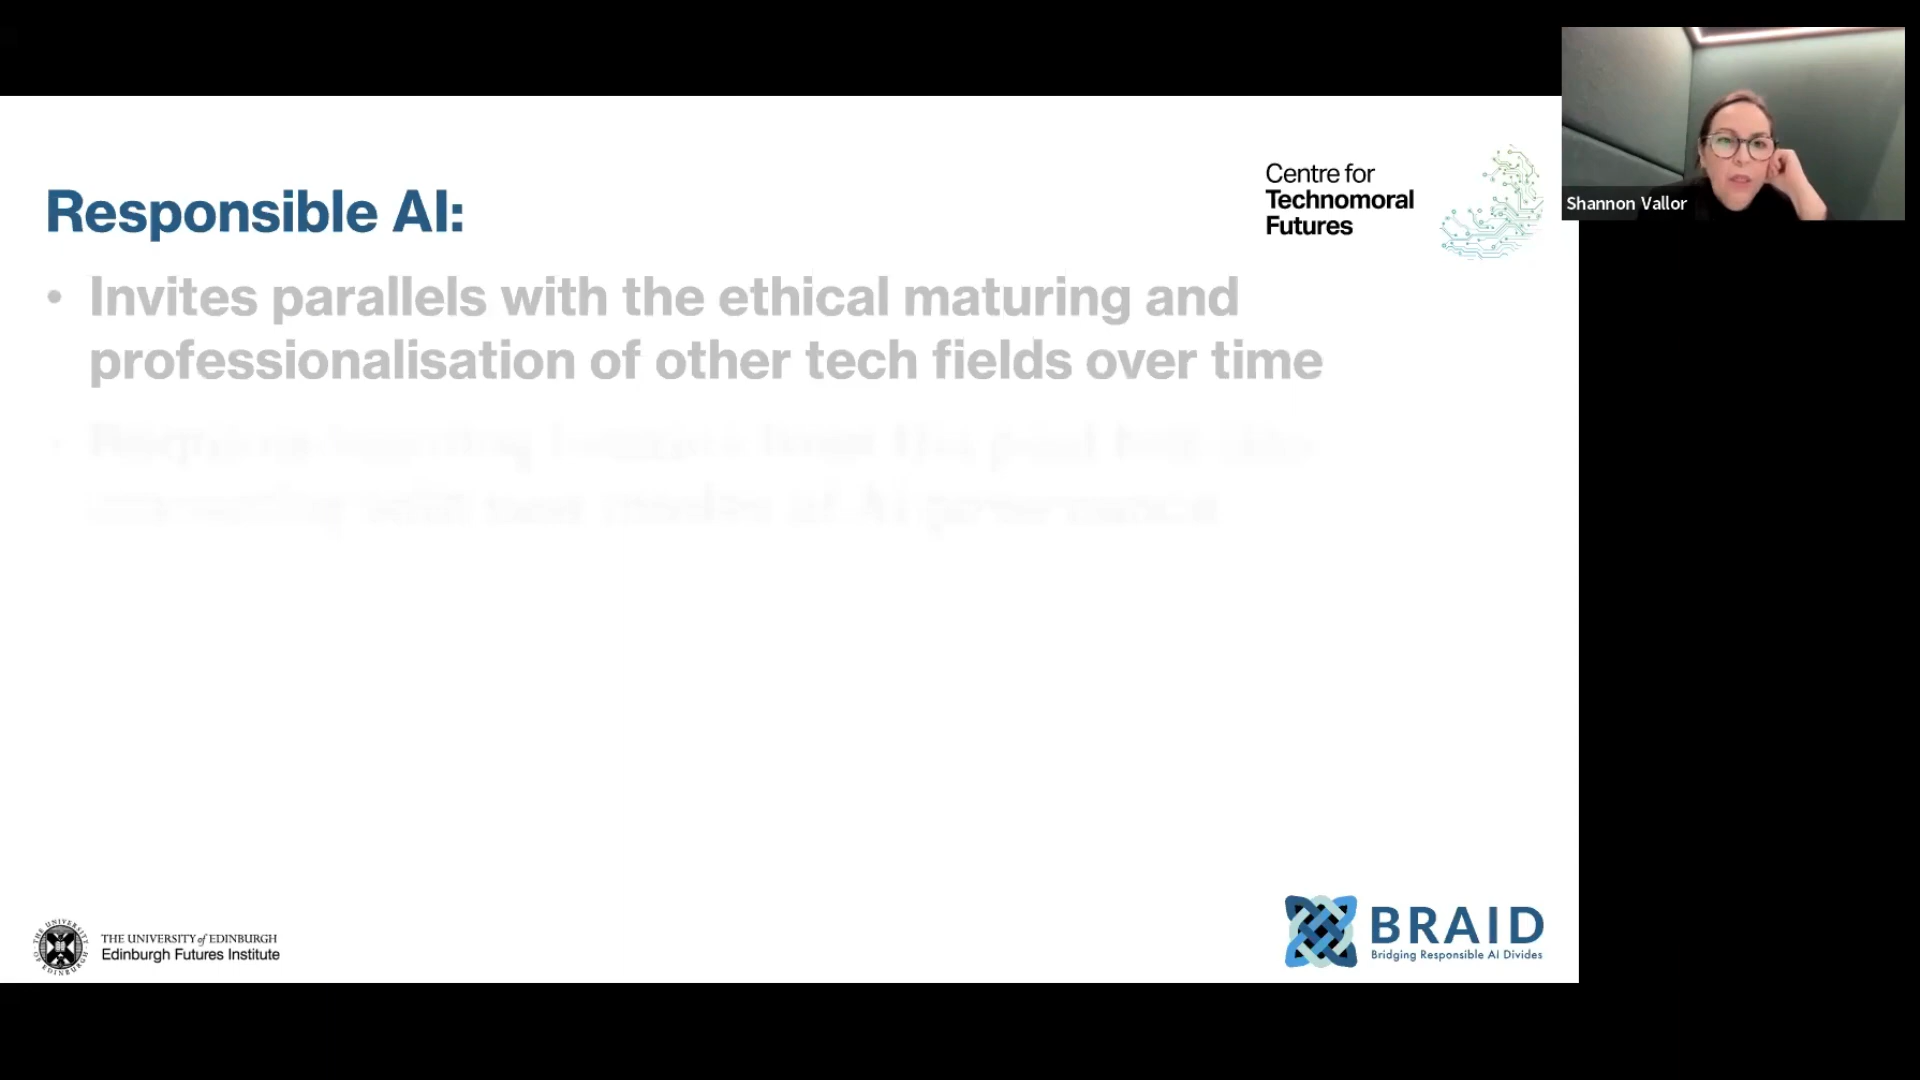 Responsible AI:
• Invites parallels with the ethical maturing and
professionalisation of other tech fields over time
Centre for
Technomoral
Futures
Shannon Vallor
THE UNIVERSITY of EDINBURGH
Edinburgh Futures Institute
BRAID
Bridging Responsible AI Divides